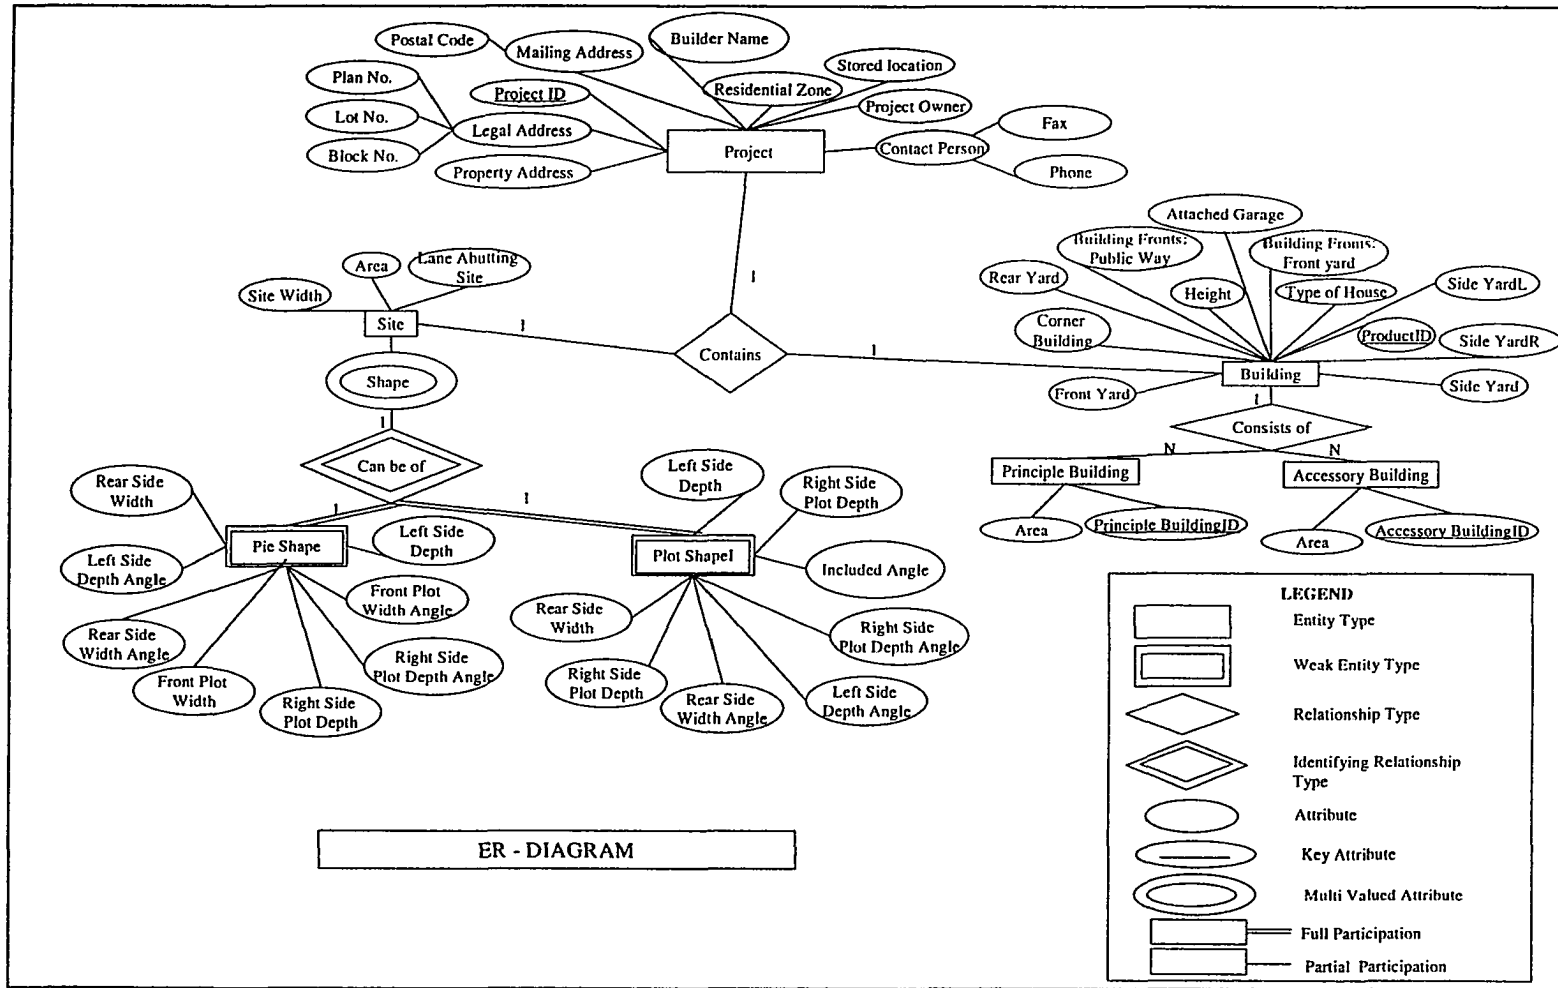 Postal Code
Mailing Address
Builder Name
Stored location
Plan No.
Project ID
Residential Zone
Project Owner
Lot No.
Legal Address
Fax
Block No.
Project
Contact Person
Property Address
Phone
Attached Garage
Building Fronts:
Public Way
Building Fronts:
Front yard
Rear Yard
Height
Type of House
Side YardL
Corner
Building
ProductID
Side YardR
Front Yard
Building
Side Yard
Area
Lane Abutting
Site
Site Width
Site
1
1
Contains
1
Shape
1
Can be of
1
1
1
Consists of
N
N
Principle Building
Accessory Building
Area
Principle BuildingID
Area
Accessory BuildingID
Rear Side
Width
Left Side
Depth
Pie Shape
Left Side
Depth Angle
Front Plot
Width Angle
Rear Side
Width Angle
Right Side
Plot Depth Angle
Front Plot
Width
Right Side
Plot Depth
Left Side
Depth
Right Side
Plot Depth
Plot Shape1
Included Angle
Rear Side
Width
Right Side
Plot Depth Angle
Right Side
Plot Depth
Rear Side
Width Angle
Left Side
Depth Angle
ER - DIAGRAM
LEGEND
Entity Type
Weak Entity Type
Relationship Type
Identifying Relationship
Type
Attribute
Key Attribute
Multi Valued Attribute
Full Participation
Partial Participation